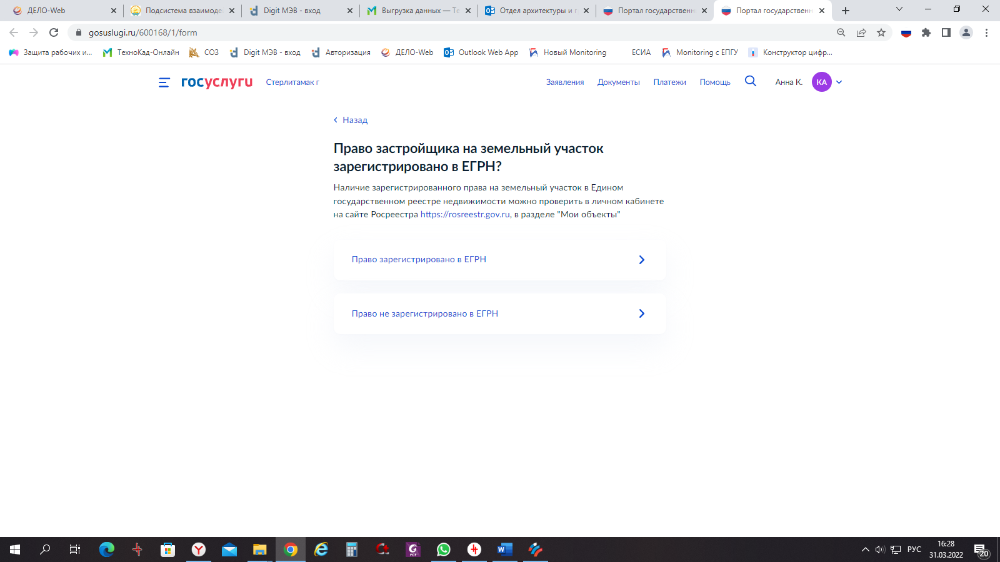 ДЕЛО-Web
Подсистема взаимоде
Digit МЭВ - вход
Выгрузка данных — Те
Отдел архитектуры и г
Портал государственн
Портал государственн
gosuslugi.ru/600168/1/form
Защита рабочих и...
ТехноКад-Онлайн
СОЗ
Digit МЭВ - вход
Авторизация
ДЕЛО-Web
Outlook Web App
Новый Monitoring
ЕСИА
Monitoring с ЕПГУ
Конструктор цифр...
госуслуги
Стерлитамак г
Заявления
Документы
Платежи
Помощь
Анна К.
КА
Назад
Право застройщика на земельный участок
зарегистрировано в ЕГРН?
Наличие зарегистрированного права на земельный участок в Едином
государственном реестре недвижимости можно проверить в личном кабинете
на сайте Росреестра https://rosreestr.gov.ru, в разделе "Мои объекты"
Право зарегистрировано в ЕГРН
Право не зарегистрировано в ЕГРН
РУС
16:28
31.03.2022
20